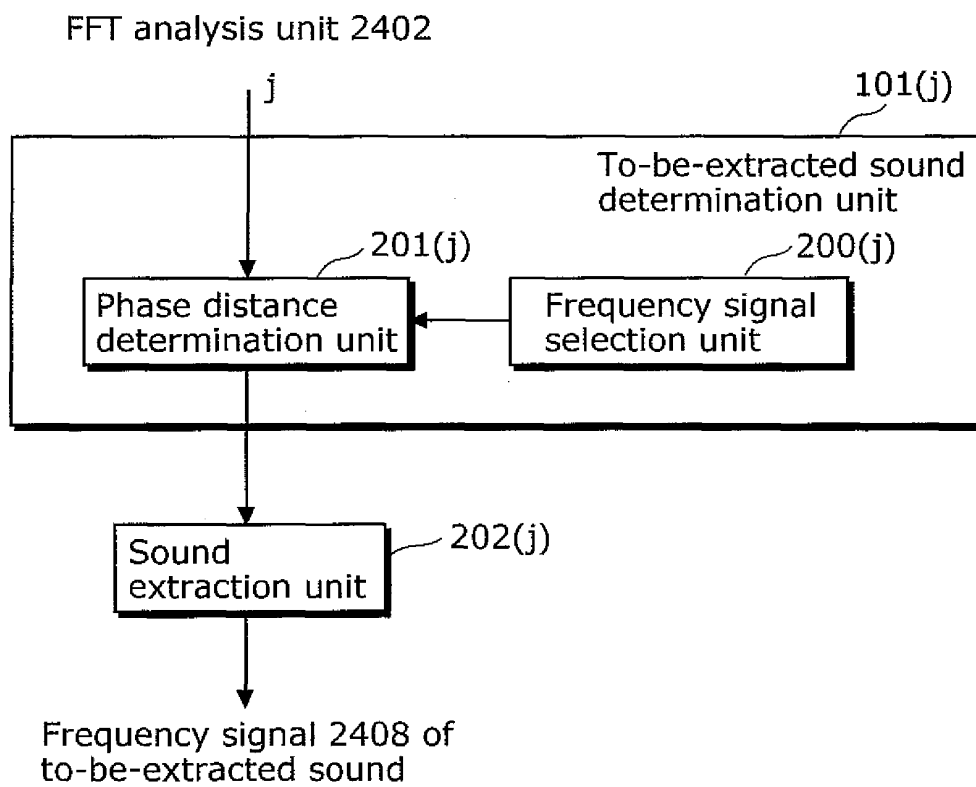 FFT analysis unit 2402
j
101(j)
To-be-extracted sound
determination unit
201(j)
200(j)
Phase distance
determination unit
Frequency signal
selection unit
202(j)
Sound
extraction unit
Frequency signal 2408 of
to-be-extracted sound